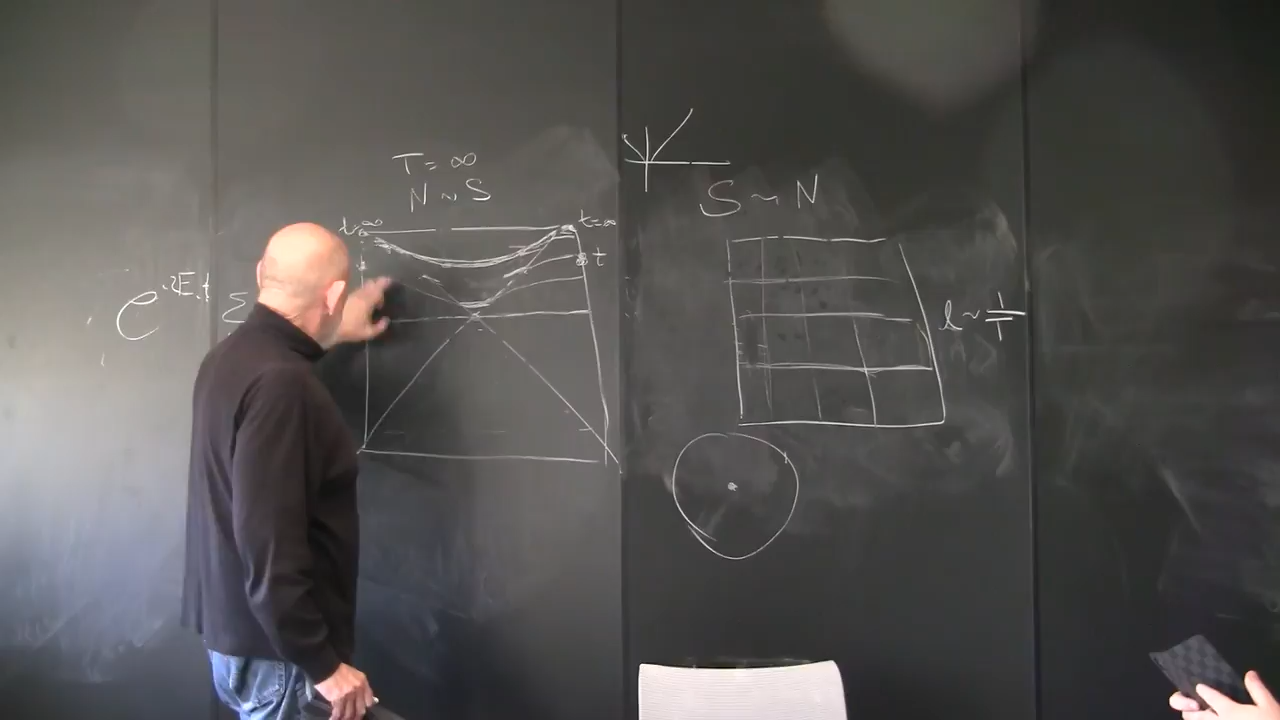 T = ∞
N ~ S
t=∞
t=∞
t
e
Σ
S ~ N
l ~ 1/T